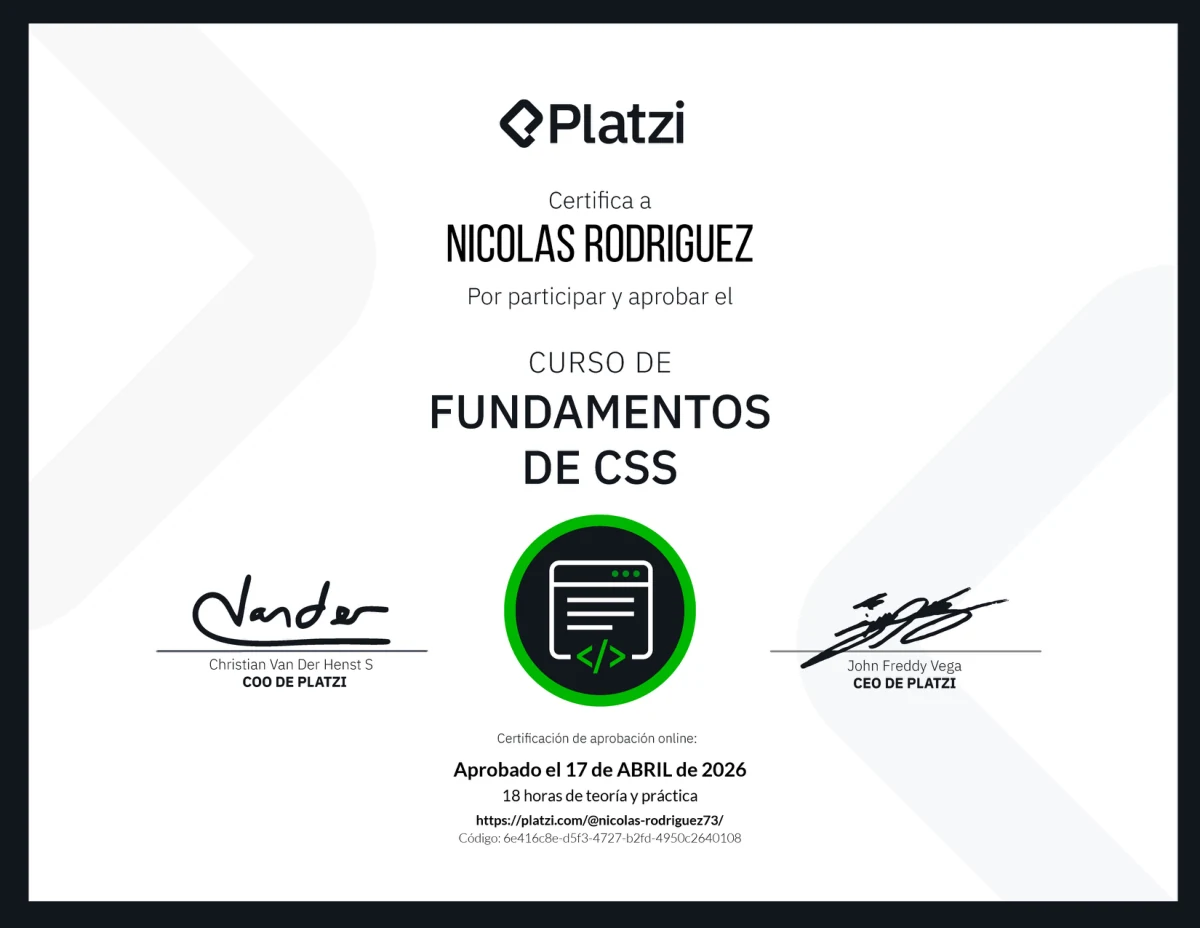 Platzi
Certifica a
NICOLAS RODRIGUEZ
Por participar y aprobar el
CURSO DE
FUNDAMENTOS
DE CSS
</>
Vander
Christian Van Der Henst S
COO DE PLATZI
John Freddy Vega
CEO DE PLATZI
Certificación de aprobación online:
Aprobado el 17 de ABRIL de 2026
18 horas de teoría y práctica
https://platzi.com/@nicolas-rodriguez73/
Código: 6e416c8e-d5f3-4727-b2fd-4950c2640108